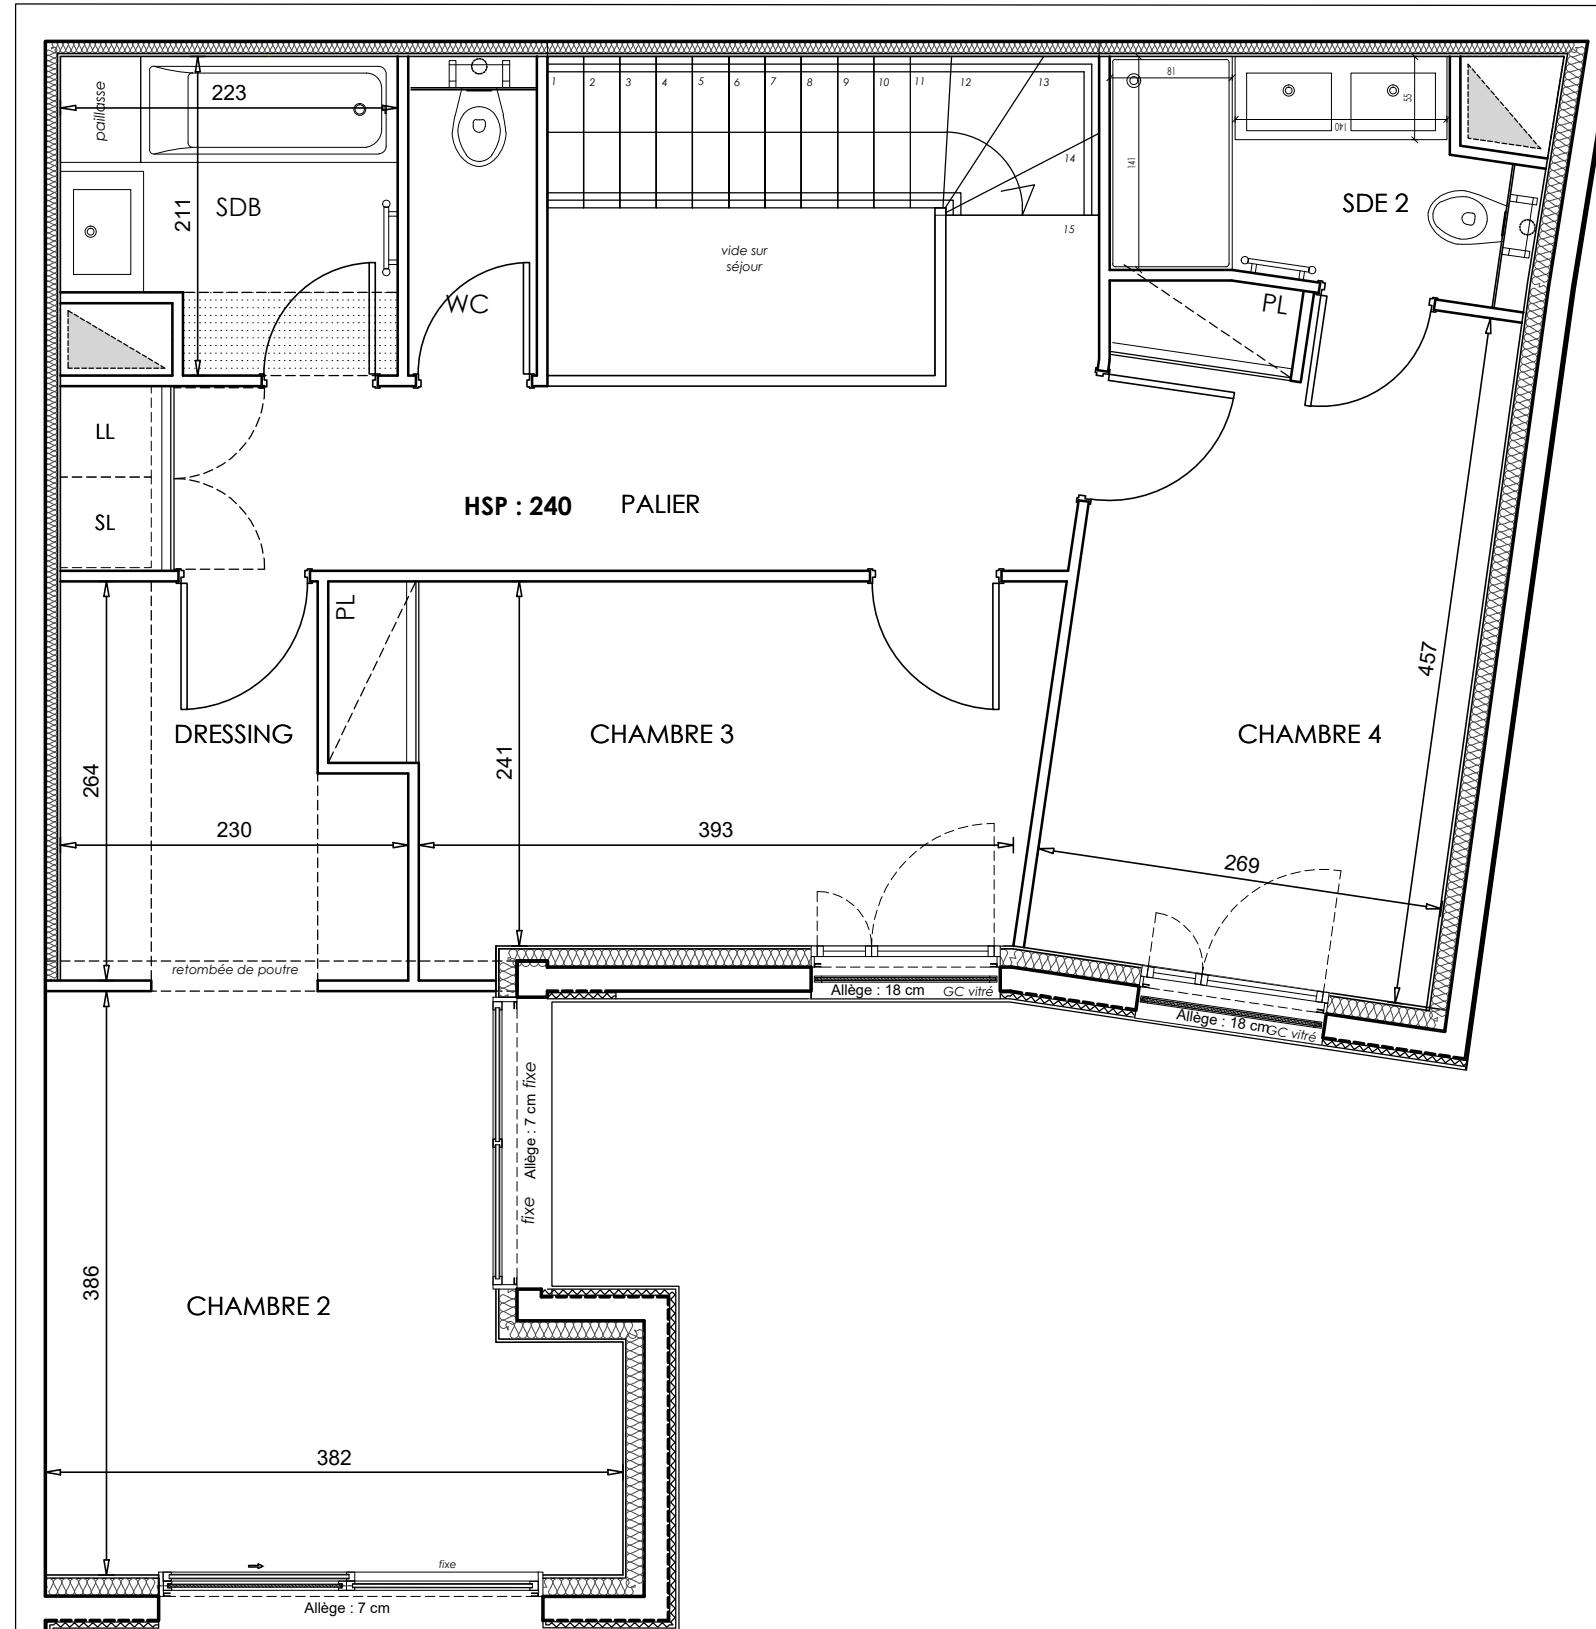 paillasse
223
211
SDB
WC
1
2
3
4
5
6
7
8
9
10
11
12
13
14
15
vide sur
séjour
81
141
140
55
SDE 2
PL
LL
SL
HSP : 240
PALIER
PL
DRESSING
264
230
retombée de poutre
CHAMBRE 3
241
393
Allège : 18 cm
GC vitré
CHAMBRE 4
457
269
Allège : 18 cm
GC vitré
fixe
Allège : 7 cm
fixe
386
CHAMBRE 2
382
fixe
Allège : 7 cm